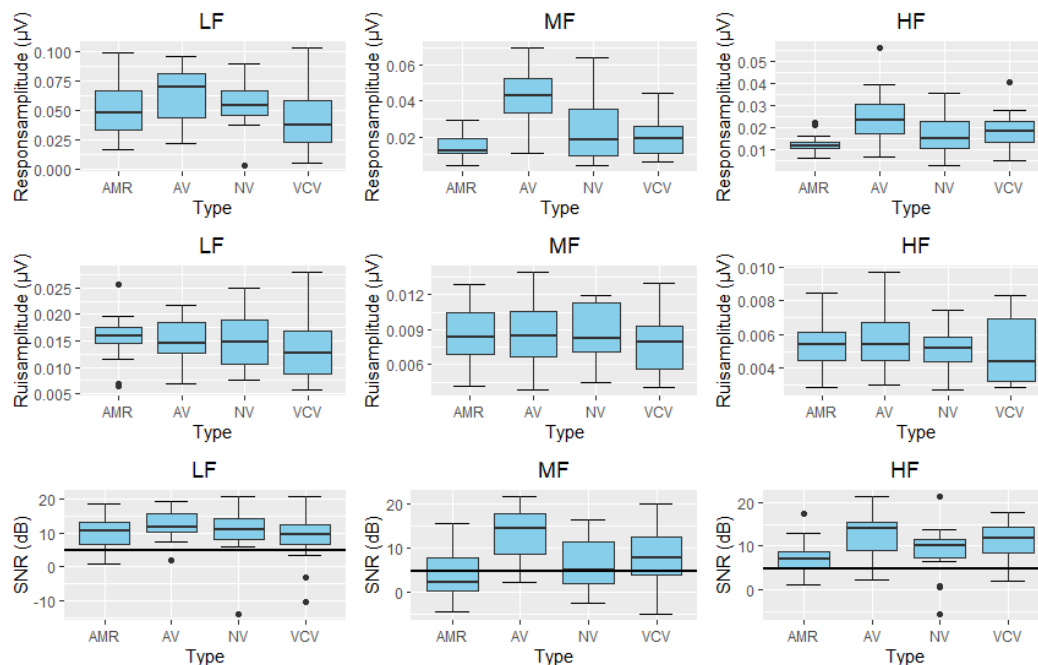 LF
Responsamplitude (µV)
0.100
0.075
0.050
0.025
0.000
AMR AV NV VCV
Type
MF
Responsamplitude (µV)
0.06
0.04
0.02
AMR AV NV VCV
Type
HF
Responsamplitude (µV)
0.05
0.04
0.03
0.02
0.01
AMR AV NV VCV
Type
LF
Ruisamplitude (µV)
0.025
0.020
0.015
0.010
0.005
AMR AV NV VCV
Type
MF
Ruisamplitude (µV)
0.012
0.009
0.006
AMR AV NV VCV
Type
HF
Ruisamplitude (µV)
0.010
0.008
0.006
0.004
AMR AV NV VCV
Type
LF
SNR (dB)
20
10
0
-10
AMR AV NV VCV
Type
MF
SNR (dB)
20
10
0
AMR AV NV VCV
Type
HF
SNR (dB)
20
10
0
AMR AV NV VCV
Type